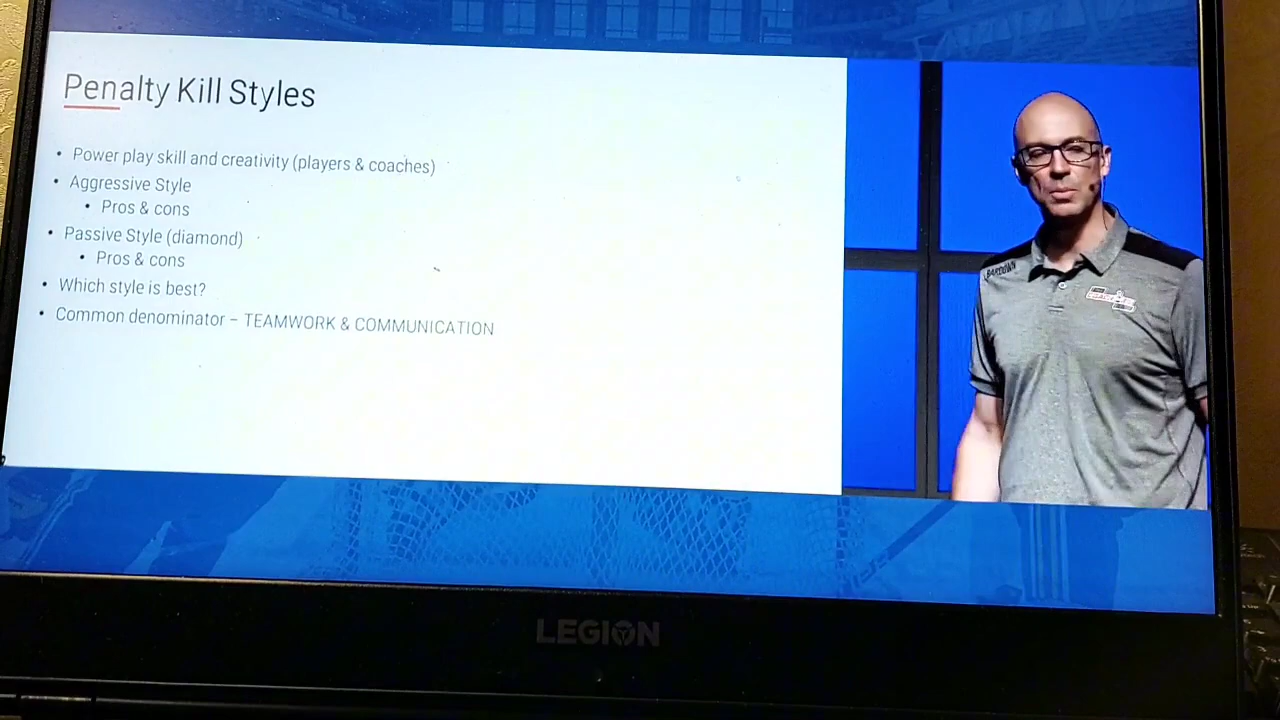 Penalty Kill Styles
• Power play skill and creativity (players & coaches)
• Aggressive Style
• Pros & cons
• Passive Style (diamond)
• Pros & cons
• Which style is best?
• Common denominator – TEAMWORK & COMMUNICATION
BARDOWN
LEGION